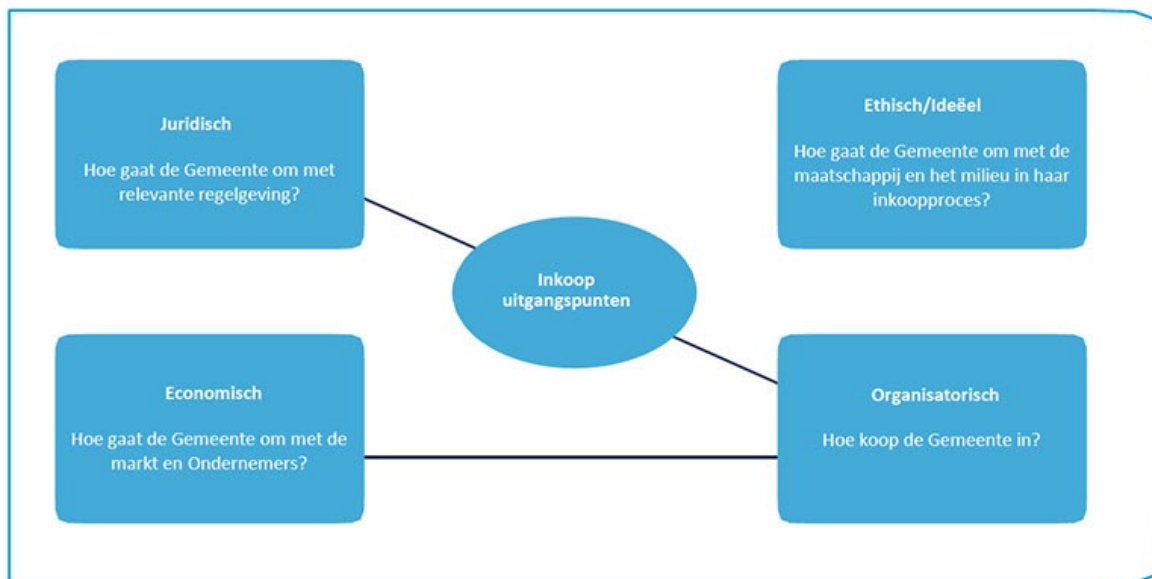 Juridisch
Hoe gaat de Gemeente om met
relevante regelgeving?
Ethisch/Ideëel
Hoe gaat de Gemeente om met de
maatschappij en het milieu in haar
inkoopproces?
Inkoop
uitgangspunten
Economisch
Hoe gaat de Gemeente om met de
markt en Ondernemers?
Organisatorisch
Hoe koop de Gemeente in?